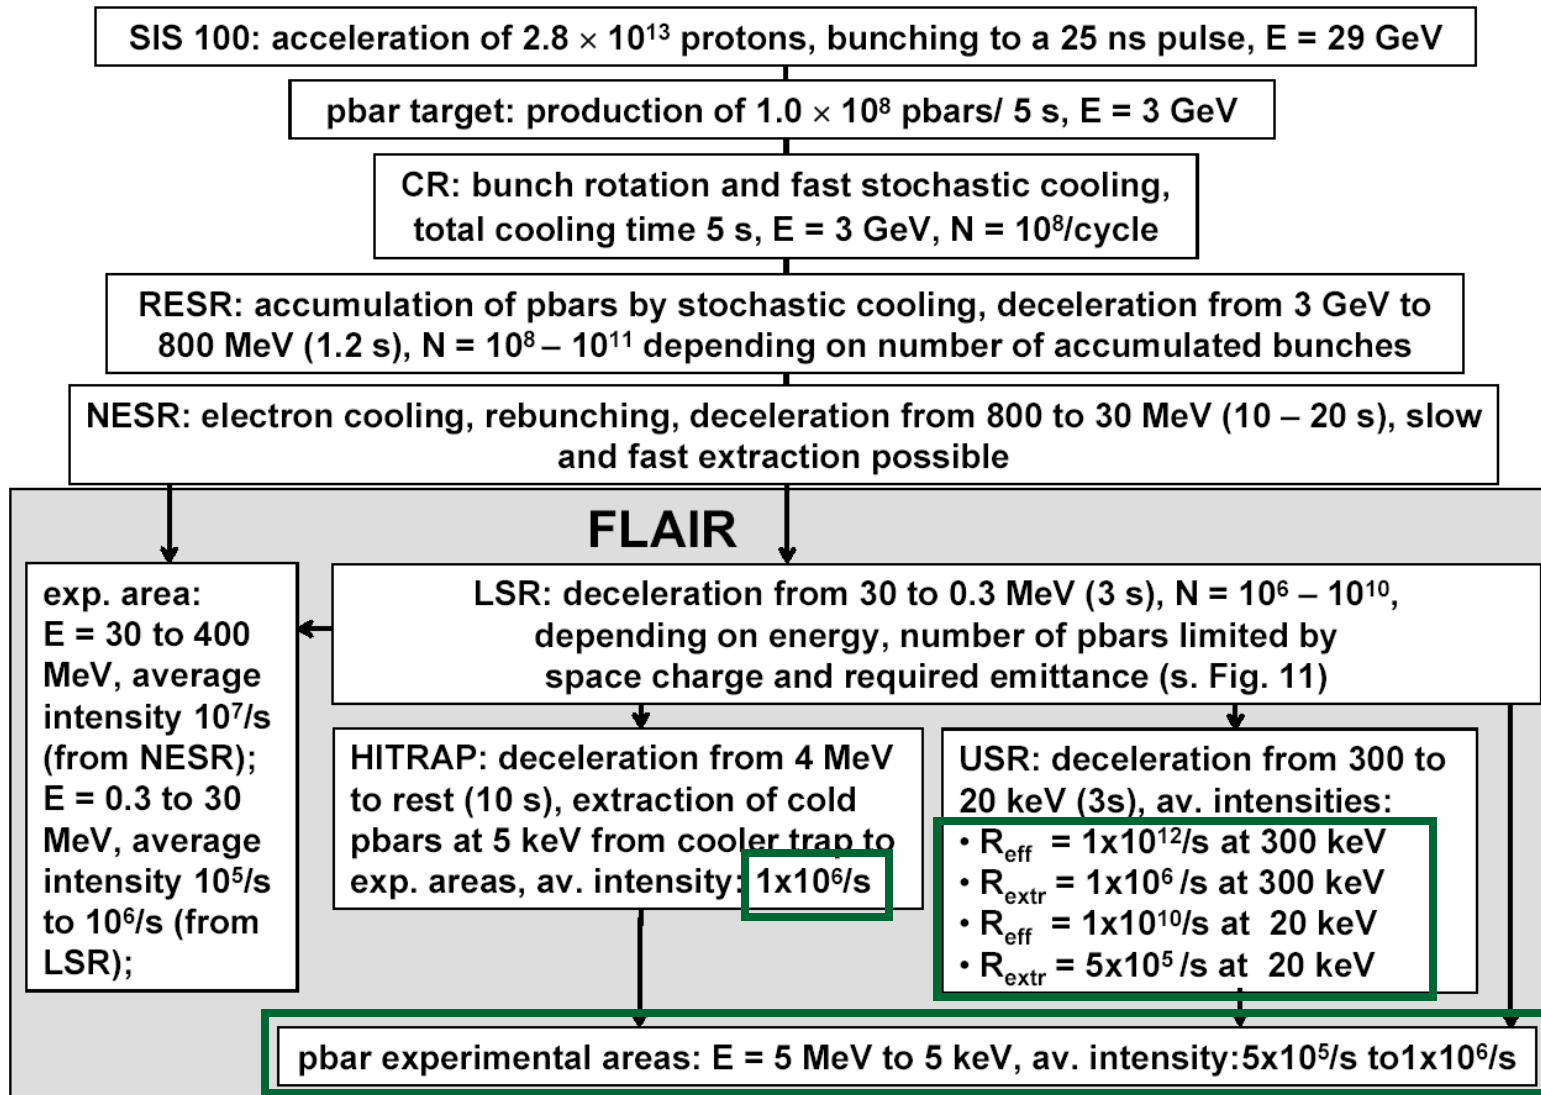 SIS 100: acceleration of 2.8 × 10¹³ protons, bunching to a 25 ns pulse, E = 29 GeV
pbar target: production of 1.0 × 10⁸ pbars/ 5 s, E = 3 GeV
CR: bunch rotation and fast stochastic cooling,
total cooling time 5 s, E = 3 GeV, N = 10⁸/cycle
RESR: accumulation of pbars by stochastic cooling, deceleration from 3 GeV to
800 MeV (1.2 s), N = 10⁸ – 10¹¹ depending on number of accumulated bunches
NESR: electron cooling, rebunching, deceleration from 800 to 30 MeV (10 – 20 s), slow
and fast extraction possible
FLAIR
exp. area:
E = 30 to 400
MeV, average
intensity 10⁷/s
(from NESR);
E = 0.3 to 30
MeV, average
intensity 10⁵/s
to 10⁶/s (from
LSR);
LSR: deceleration from 30 to 0.3 MeV (3 s), N = 10⁶ – 10¹⁰,
depending on energy, number of pbars limited by
space charge and required emittance (s. Fig. 11)
HITRAP: deceleration from 4 MeV
to rest (10 s), extraction of cold
pbars at 5 keV from cooler trap to
exp. areas, av. intensity: 1x10⁶/s
USR: deceleration from 300 to
20 keV (3s), av. intensities:
• R_eff = 1x10¹²/s at 300 keV
• R_extr = 1x10⁶ /s at 300 keV
• R_eff = 1x10¹⁰/s at 20 keV
• R_extr = 5x10⁵ /s at 20 keV
pbar experimental areas: E = 5 MeV to 5 keV, av. intensity:5x10⁵/s to1x10⁶/s